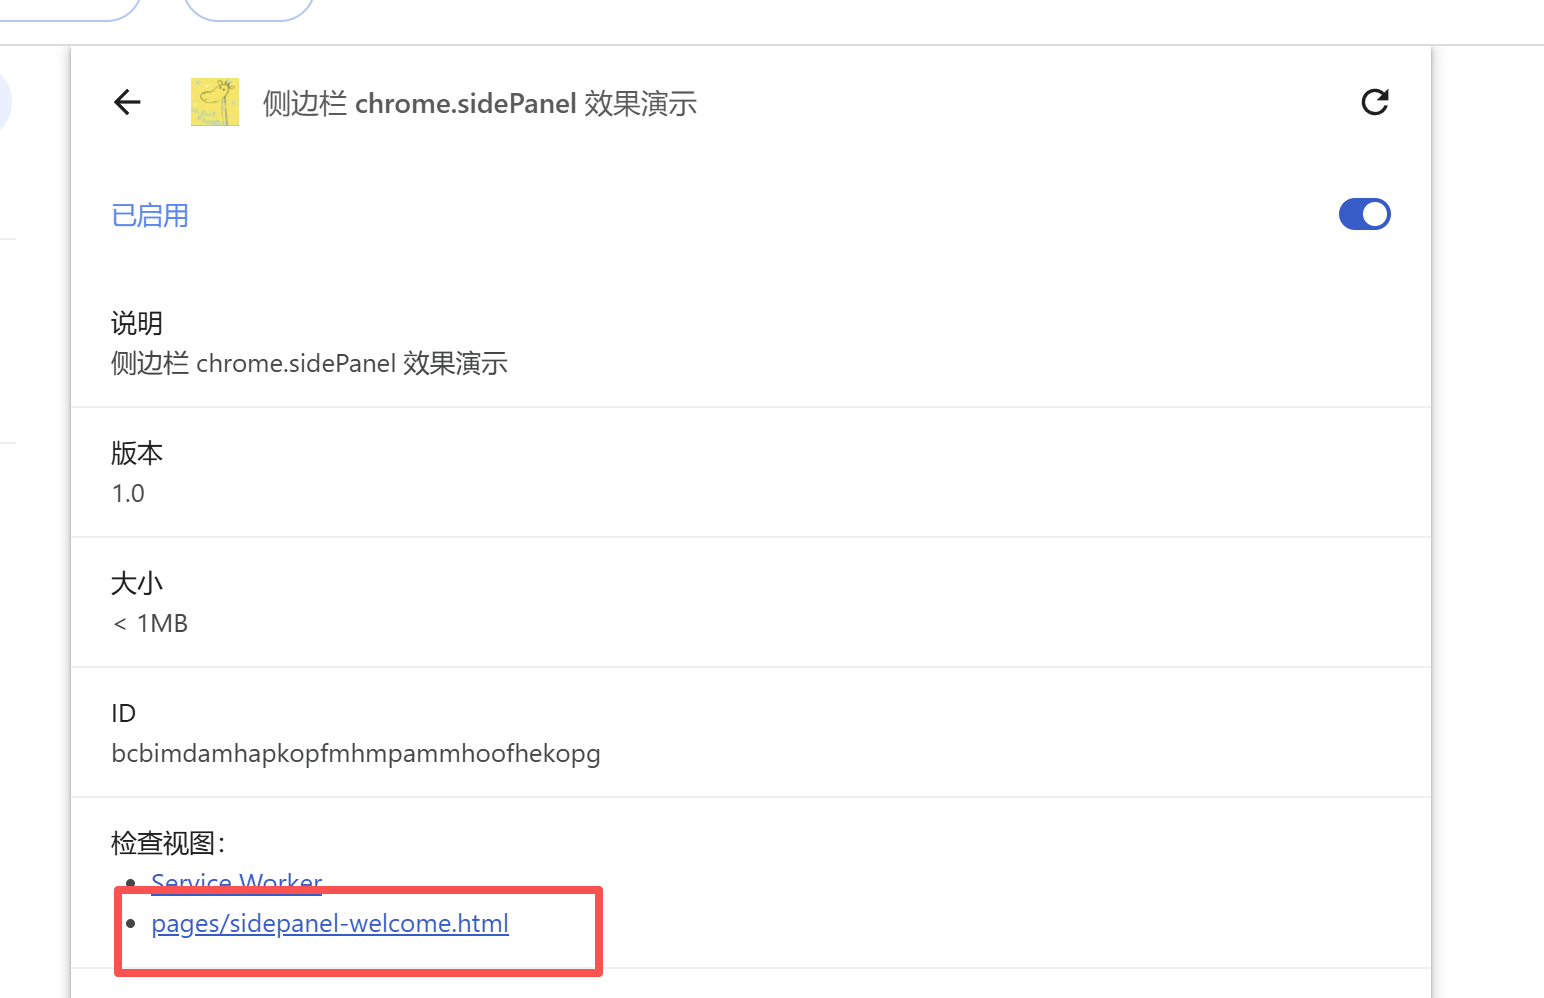 侧边栏 chrome.sidePanel 效果演示
已启用
说明
侧边栏 chrome.sidePanel 效果演示
版本
1.0
大小
< 1MB
ID
bcbimdamhapkopfmhmpammhoofhekopg
检查视图：
Service Worker
pages/sidepanel-welcome.html